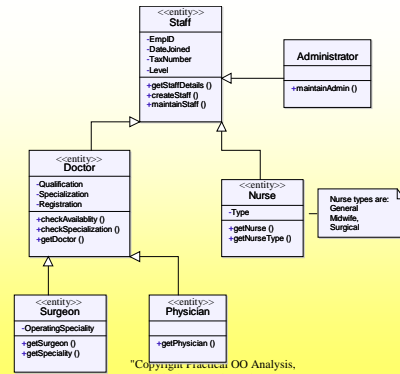 <<entity>>
Staff
-EmpID
-DateJoined
-TaxNumber
-Level
+getStaffDetails ()
+createStaff ()
+maintainStaff ()
Administrator
+maintainAdmin ()
<<entity>>
Doctor
-Qualification
-Specialization
-Registration
+checkAvailablity ()
+checkSpecialization ()
+getDoctor ()
<<entity>>
Nurse
-Type
+getNurse ()
+getNurseType ()
Nurse types are:
General
Midwife,
Surgical
<<entity>>
Surgeon
-OperatingSpeciality
+getSurgeon ()
+getSpeciality ()
<<entity>>
Physician
+getPhysician ()
"Copyright Practical OO Analysis,